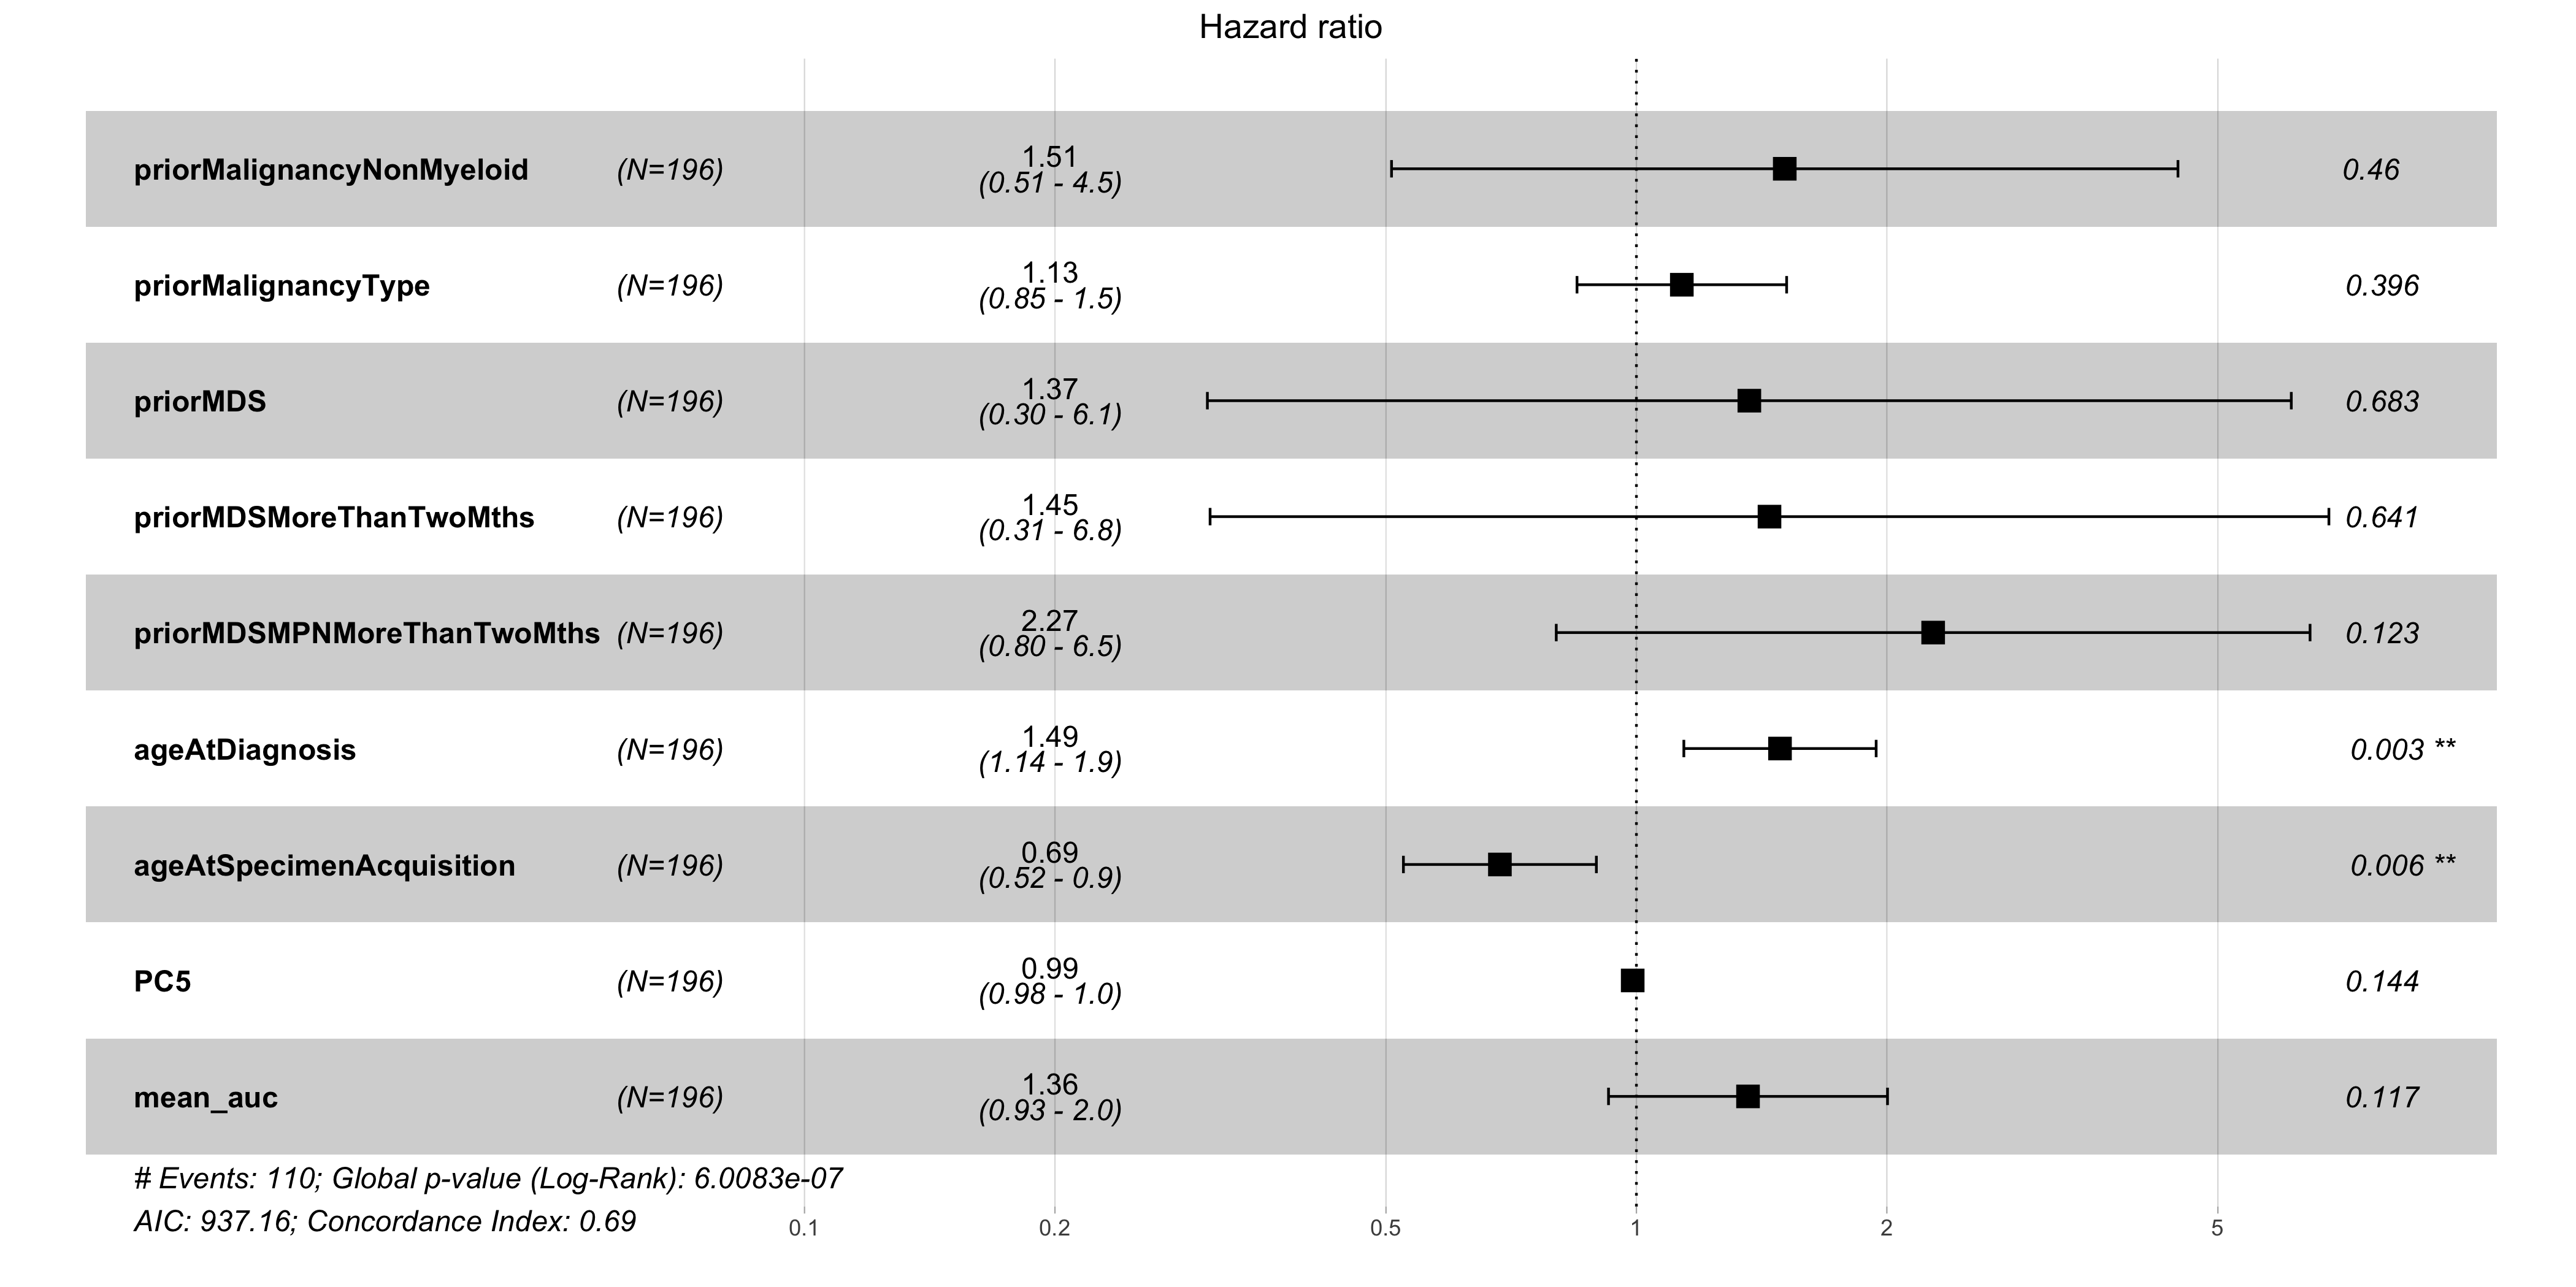 Hazard ratio
priorMalignancyNonMyeloid (N=196) 1.51 (0.51 - 4.5) 0.46
priorMalignancyType (N=196) 1.13 (0.85 - 1.5) 0.396
priorMDS (N=196) 1.37 (0.30 - 6.1) 0.683
priorMDSMoreThanTwoMths (N=196) 1.45 (0.31 - 6.8) 0.641
priorMDSMPNMoreThanTwoMths (N=196) 2.27 (0.80 - 6.5) 0.123
ageAtDiagnosis (N=196) 1.49 (1.14 - 1.9) 0.003 **
ageAtSpecimenAcquisition (N=196) 0.69 (0.52 - 0.9) 0.006 **
PC5 (N=196) 0.99 (0.98 - 1.0) 0.144
mean_auc (N=196) 1.36 (0.93 - 2.0) 0.117
# Events: 110; Global p-value (Log-Rank): 6.0083e-07
AIC: 937.16; Concordance Index: 0.69
0.1 0.2 0.5 1 2 5